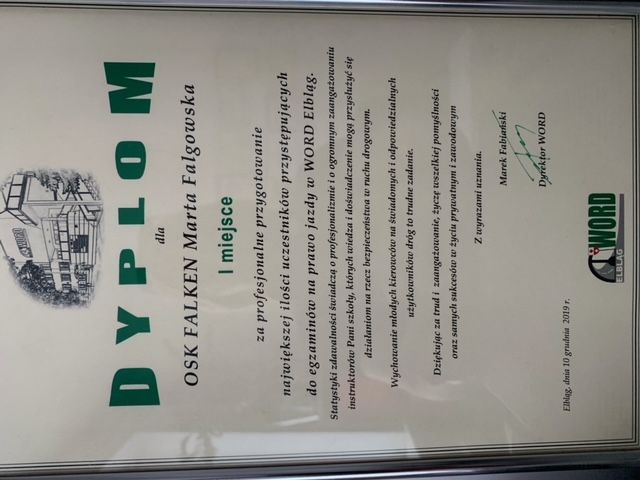 DYPLOM
dla
OSK FALKEN Marta Falgowska
I miejsce
za profesjonalne przygotowanie
największej ilości uczestników przystępujących
do egzaminów na prawo jazdy w WORD Elbląg.
Statystyki zdawalności świadczą o profesjonalizmie i o ogromnym zaangażowaniu
instruktorów Pani szkoły, których wiedza i doświadczenie mogą przysłużyć się
działaniom na rzecz bezpieczeństwa w ruchu drogowym.
Wychowanie młodych kierowców na świadomych i odpowiedzialnych
użytkowników dróg to trudne zadanie.
Dziękując za trud i zaangażowanie, życzę wszelkiej pomyślności
oraz samych sukcesów w życiu prywatnym i zawodowym
Z wyrazami uznania.
Marek Fabiański
Dyrektor WORD
Elbląg, dnia 10 grudnia 2019 r.
WORD
ELBLĄG